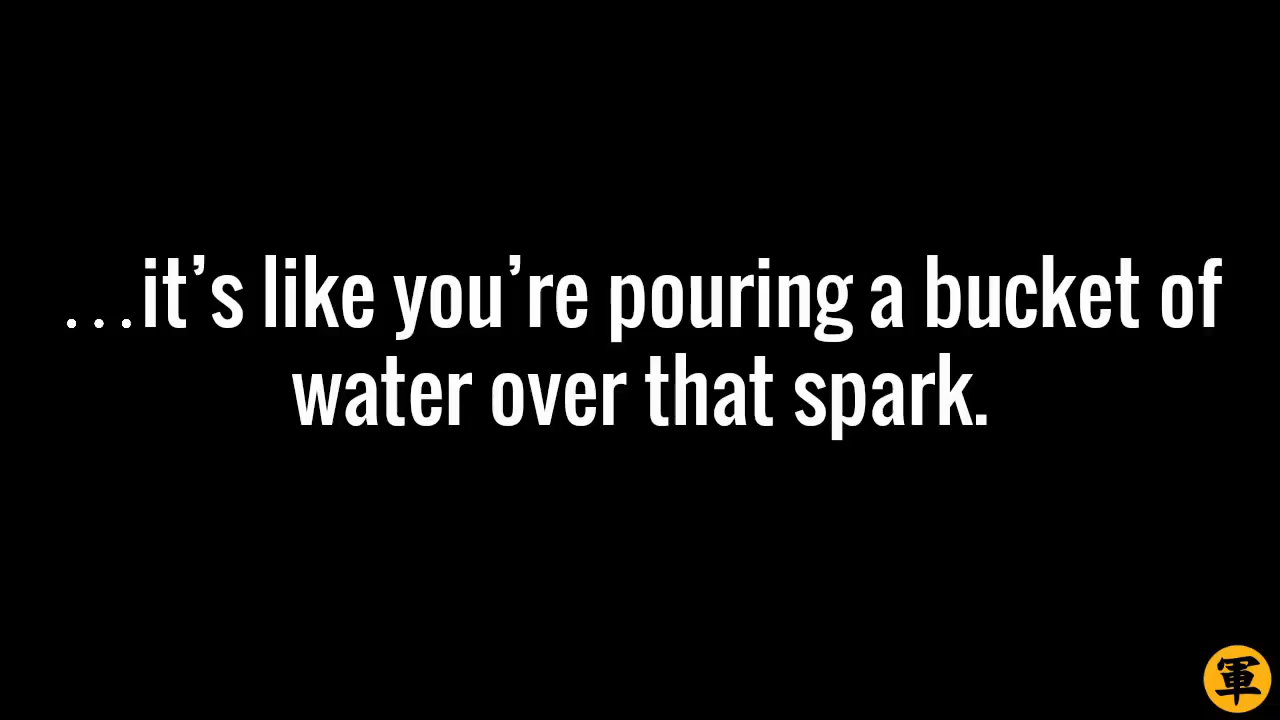 …it’s like you’re pouring a bucket of
water over that spark.
軍